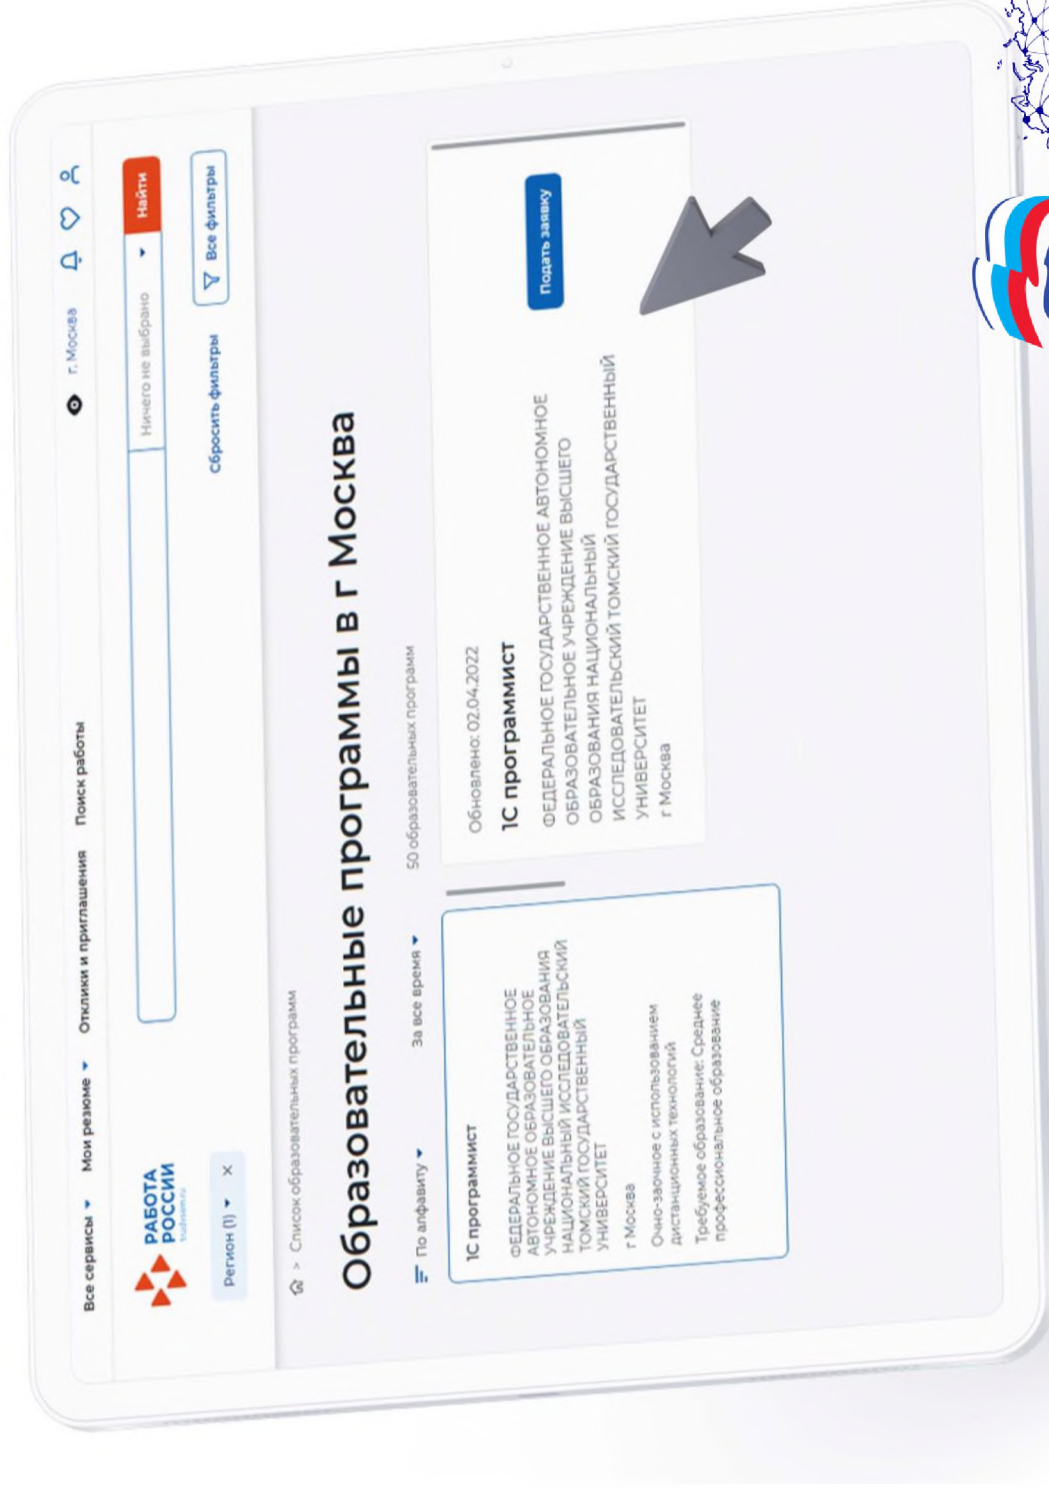 Все сервисы
Мои резюме
Отклики и приглашения
Поиск работы
г. Москва
РАБОТА
РОССИИ
trudvsem.ru
Ничего не выбрано
Найти
Регион (1) ×
Сбросить фильтры
Все фильтры
> Список образовательных программ
Образовательные программы в г Москва
По алфавиту
За все время
50 образовательных программ
1С программист
ФЕДЕРАЛЬНОЕ ГОСУДАРСТВЕННОЕ
АВТОНОМНОЕ ОБРАЗОВАТЕЛЬНОЕ
УЧРЕЖДЕНИЕ ВЫСШЕГО ОБРАЗОВАНИЯ
НАЦИОНАЛЬНЫЙ ИССЛЕДОВАТЕЛЬСКИЙ
ТОМСКИЙ ГОСУДАРСТВЕННЫЙ
УНИВЕРСИТЕТ
г Москва
Очно-заочное с использованием
дистанционных технологий
Требуемое образование: Среднее
профессиональное образование
Обновлено: 02.04.2022
1С программист
Подать заявку
ФЕДЕРАЛЬНОЕ ГОСУДАРСТВЕННОЕ АВТОНОМНОЕ
ОБРАЗОВАТЕЛЬНОЕ УЧРЕЖДЕНИЕ ВЫСШЕГО
ОБРАЗОВАНИЯ НАЦИОНАЛЬНЫЙ
ИССЛЕДОВАТЕЛЬСКИЙ ТОМСКИЙ ГОСУДАРСТВЕННЫЙ
УНИВЕРСИТЕТ
г Москва